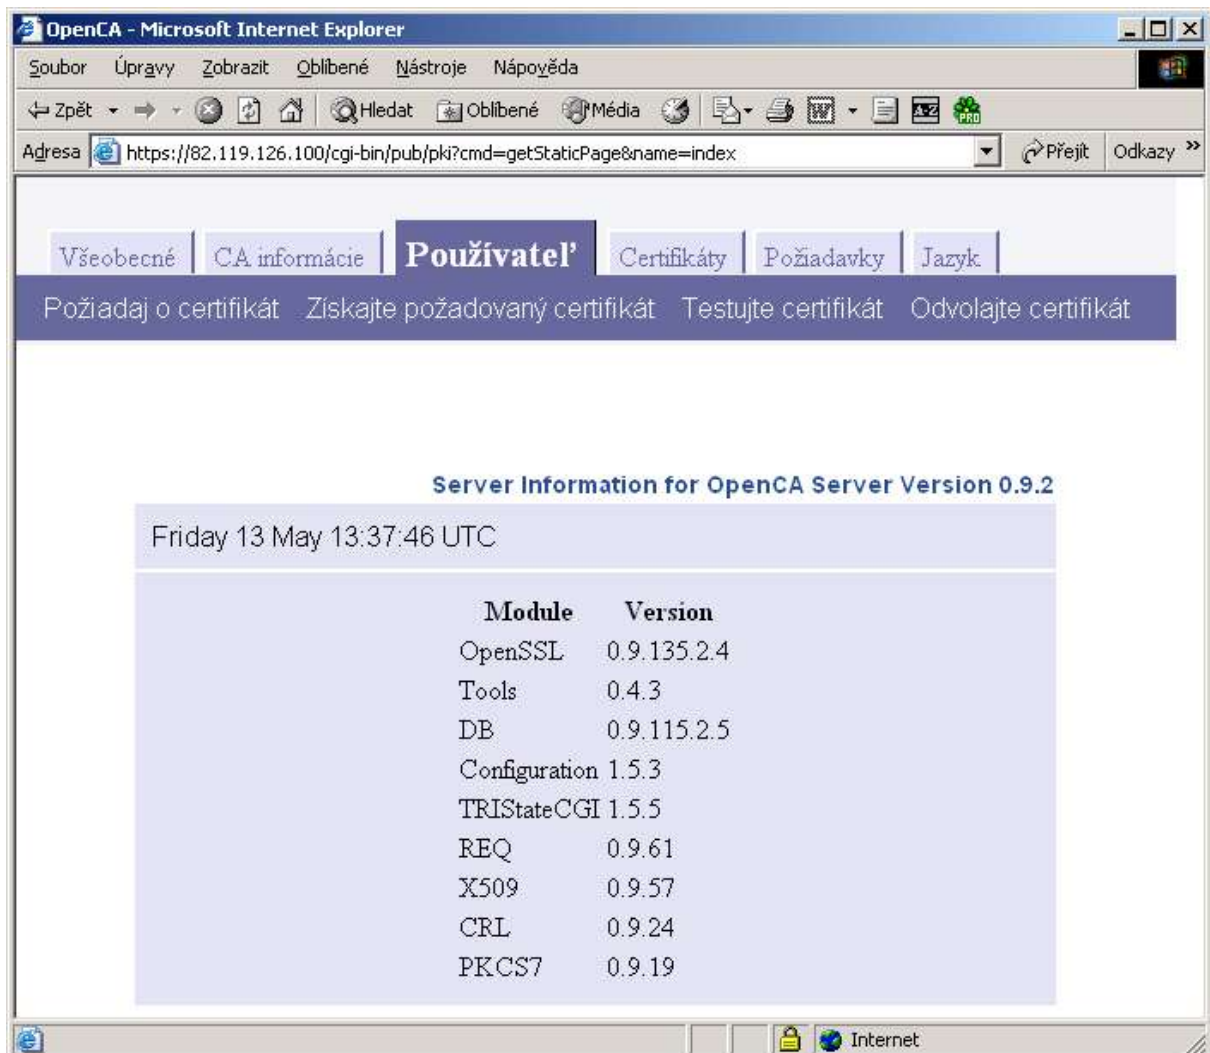 OpenCA - Microsoft Internet Explorer
Soubor Úpravy Zobrazit Oblíbené Nástroje Nápověda
Zpět Hledat Oblíbené Média
Adresa https://82.119.126.100/cgi-bin/pub/pki?cmd=getStaticPage&name=index Přejít Odkazy »
Všeobecné CA informácie Používateľ Certifikáty Požiadavky Jazyk
Požiadaj o certifikát Získajte požadovaný certifikát Testujte certifikát Odvolajte certifikát
Server Information for OpenCA Server Version 0.9.2
Friday 13 May 13:37:46 UTC
Module Version
OpenSSL 0.9.135.2.4
Tools 0.4.3
DB 0.9.115.2.5
Configuration 1.5.3
TRIStateCGI 1.5.5
REQ 0.9.61
X509 0.9.57
CRL 0.9.24
PKCS7 0.9.19
Internet